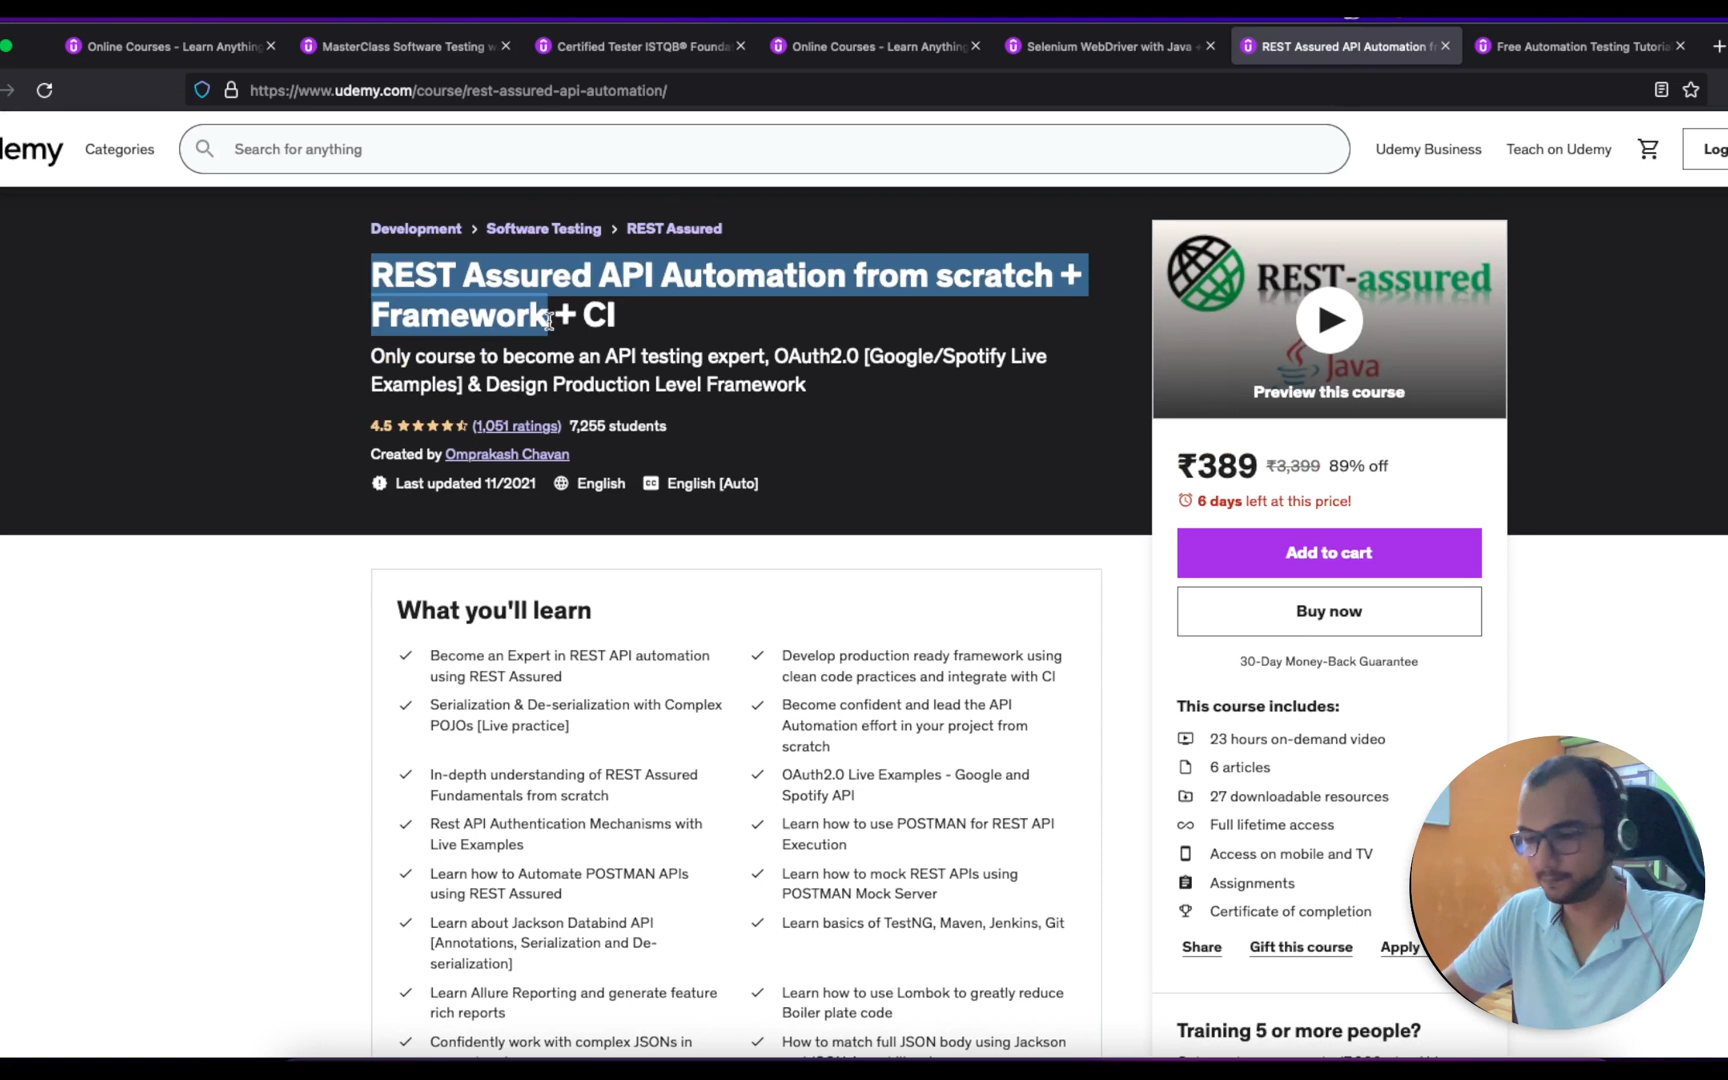 Online Courses - Learn Anything
MasterClass Software Testing w
Certified Tester ISTQB® Founda
Online Courses - Learn Anything
Selenium WebDriver with Java +
REST Assured API Automation f
Free Automation Testing Tutoria
https://www.udemy.com/course/rest-assured-api-automation/
demy
Categories
Search for anything
Udemy Business
Teach on Udemy
Log
Development > Software Testing > REST Assured
REST Assured API Automation from scratch +
Framework + CI
Only course to become an API testing expert, OAuth2.0 [Google/Spotify Live
Examples] & Design Production Level Framework
4.5 (1,051 ratings) 7,255 students
Created by Omprakash Chavan
Last updated 11/2021 English CC English [Auto]
REST-assured
Java
Preview this course
₹389 ₹3,399 89% off
6 days left at this price!
Add to cart
Buy now
30-Day Money-Back Guarantee
This course includes:
23 hours on-demand video
6 articles
27 downloadable resources
Full lifetime access
Access on mobile and TV
Assignments
Certificate of completion
Share Gift this course Apply
Training 5 or more people?
What you'll learn
Become an Expert in REST API automation
using REST Assured
Develop production ready framework using
clean code practices and integrate with CI
Serialization & De-serialization with Complex
POJOs [Live practice]
Become confident and lead the API
Automation effort in your project from
scratch
In-depth understanding of REST Assured
Fundamentals from scratch
OAuth2.0 Live Examples - Google and
Spotify API
Rest API Authentication Mechanisms with
Live Examples
Learn how to use POSTMAN for REST API
Execution
Learn how to Automate POSTMAN APIs
using REST Assured
Learn how to mock REST APIs using
POSTMAN Mock Server
Learn about Jackson Databind API
[Annotations, Serialization and De-
serialization]
Learn basics of TestNG, Maven, Jenkins, Git
Learn Allure Reporting and generate feature
rich reports
Learn how to use Lombok to greatly reduce
Boiler plate code
Confidently work with complex JSONs in
How to match full JSON body using Jackson